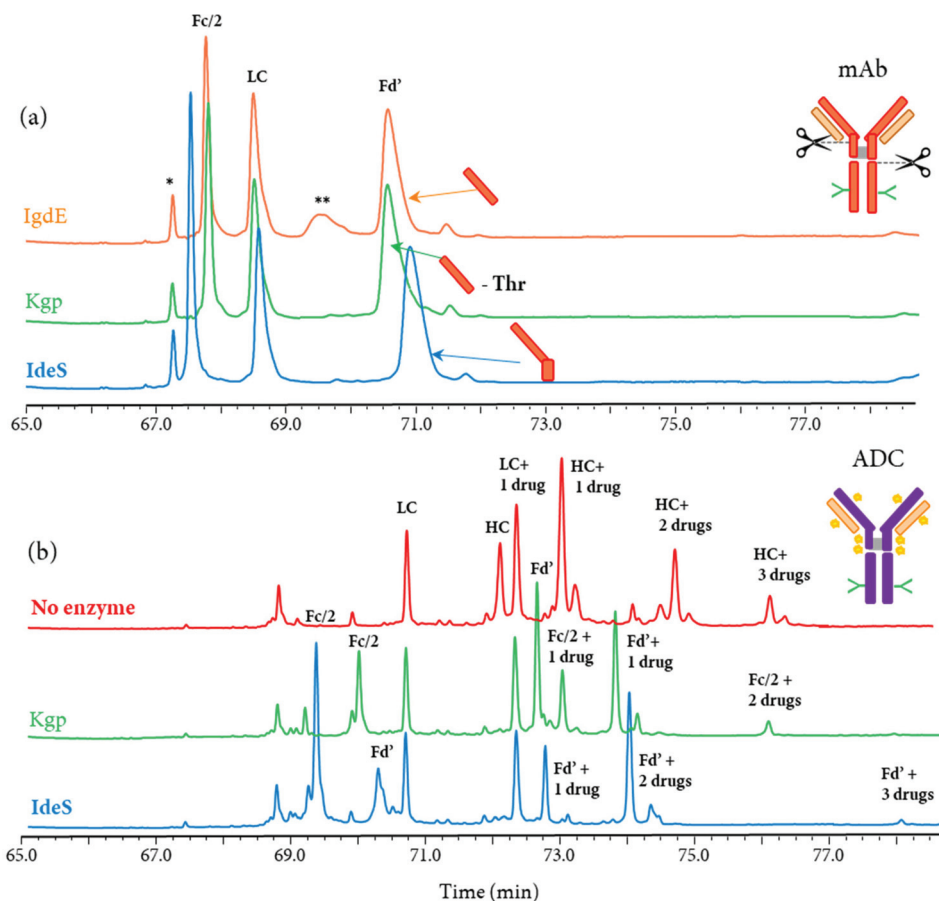 (a)
mAb
Fc/2
LC
Fd’
*
**
IgdE
Kgp
- Thr
IdeS
65.0 67.0 69.0 71.0 73.0 75.0 77.0
(b)
ADC
LC
HC
LC+
1 drug
HC+
1 drug
HC+
2 drugs
HC+
3 drugs
No enzyme
Fc/2
Fc/2
Fd’
Fc/2 +
1 drug
Fd’+
1 drug
Fc/2 +
2 drugs
Kgp
Fd’
Fd’ +
1 drug
Fd’ +
2 drugs
Fd’ +
3 drugs
IdeS
65.0 67.0 69.0 71.0 73.0 75.0 77.0
Time (min)